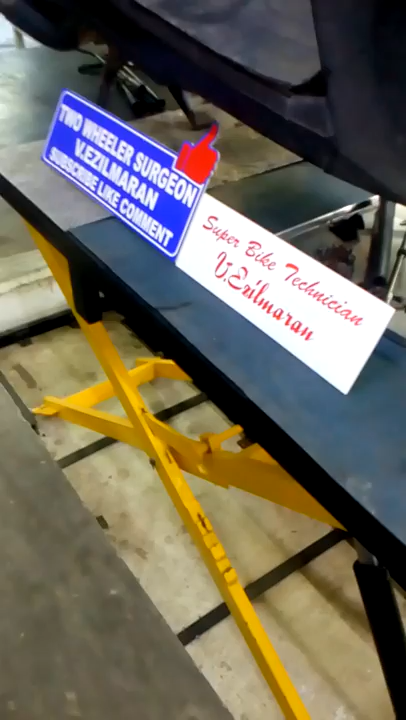 TWO WHEELER SURGEON
V.EZILMARAN
SUBSCRIBE LIKE COMMENT
Super Bike Technician
V.Ezilmaran